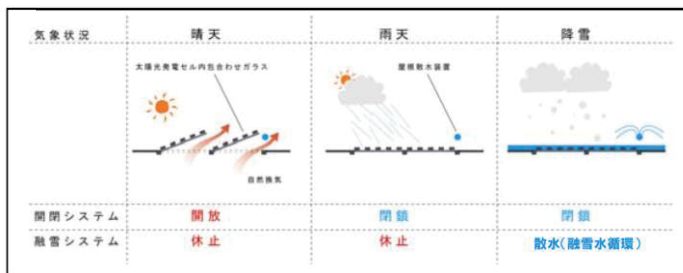 気象状況 晴天 雨天 降雪
太陽光発電セル内包合わせガラス 屋根散水装置
自然換気
開閉システム 開放 閉鎖 閉鎖
融雪システム 休止 休止 散水(融雪水循環)